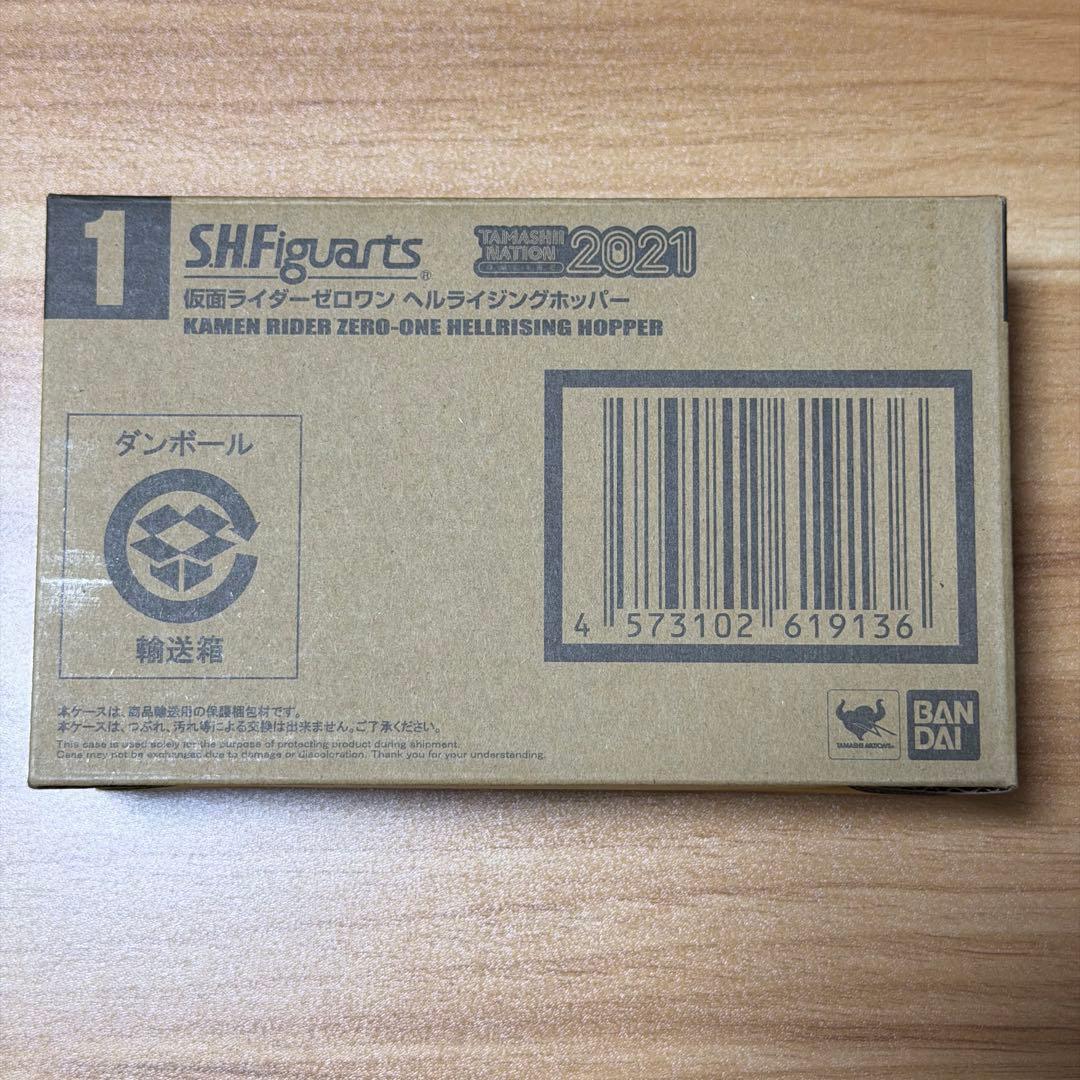 1
S.H.Figuarts ®
TAMASHII NATION 2021
仮面ライダーゼロワン ヘルライジングホッパー
KAMEN RIDER ZERO-ONE HELLRISING HOPPER
ダンボール
輸送箱
4 573102 619136
本ケースは、商品輸送用の保護梱包材です。
本ケースは、つぶれ、汚れ等による交換は出来ません。ご了承ください。
This case is used solely for the purpose of protecting product during shipment.
Case may not be exchanged due to damage or discoloration. Thank you for your understanding.
TAMASHII NATIONS
BAN
DAI